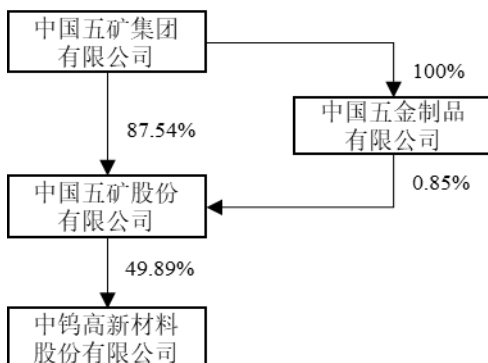 中国五矿集团
有限公司
100%
中国五金制品
有限公司
87.54%
0.85%
中国五矿股份
有限公司
49.89%
中钨高新材料
股份有限公司